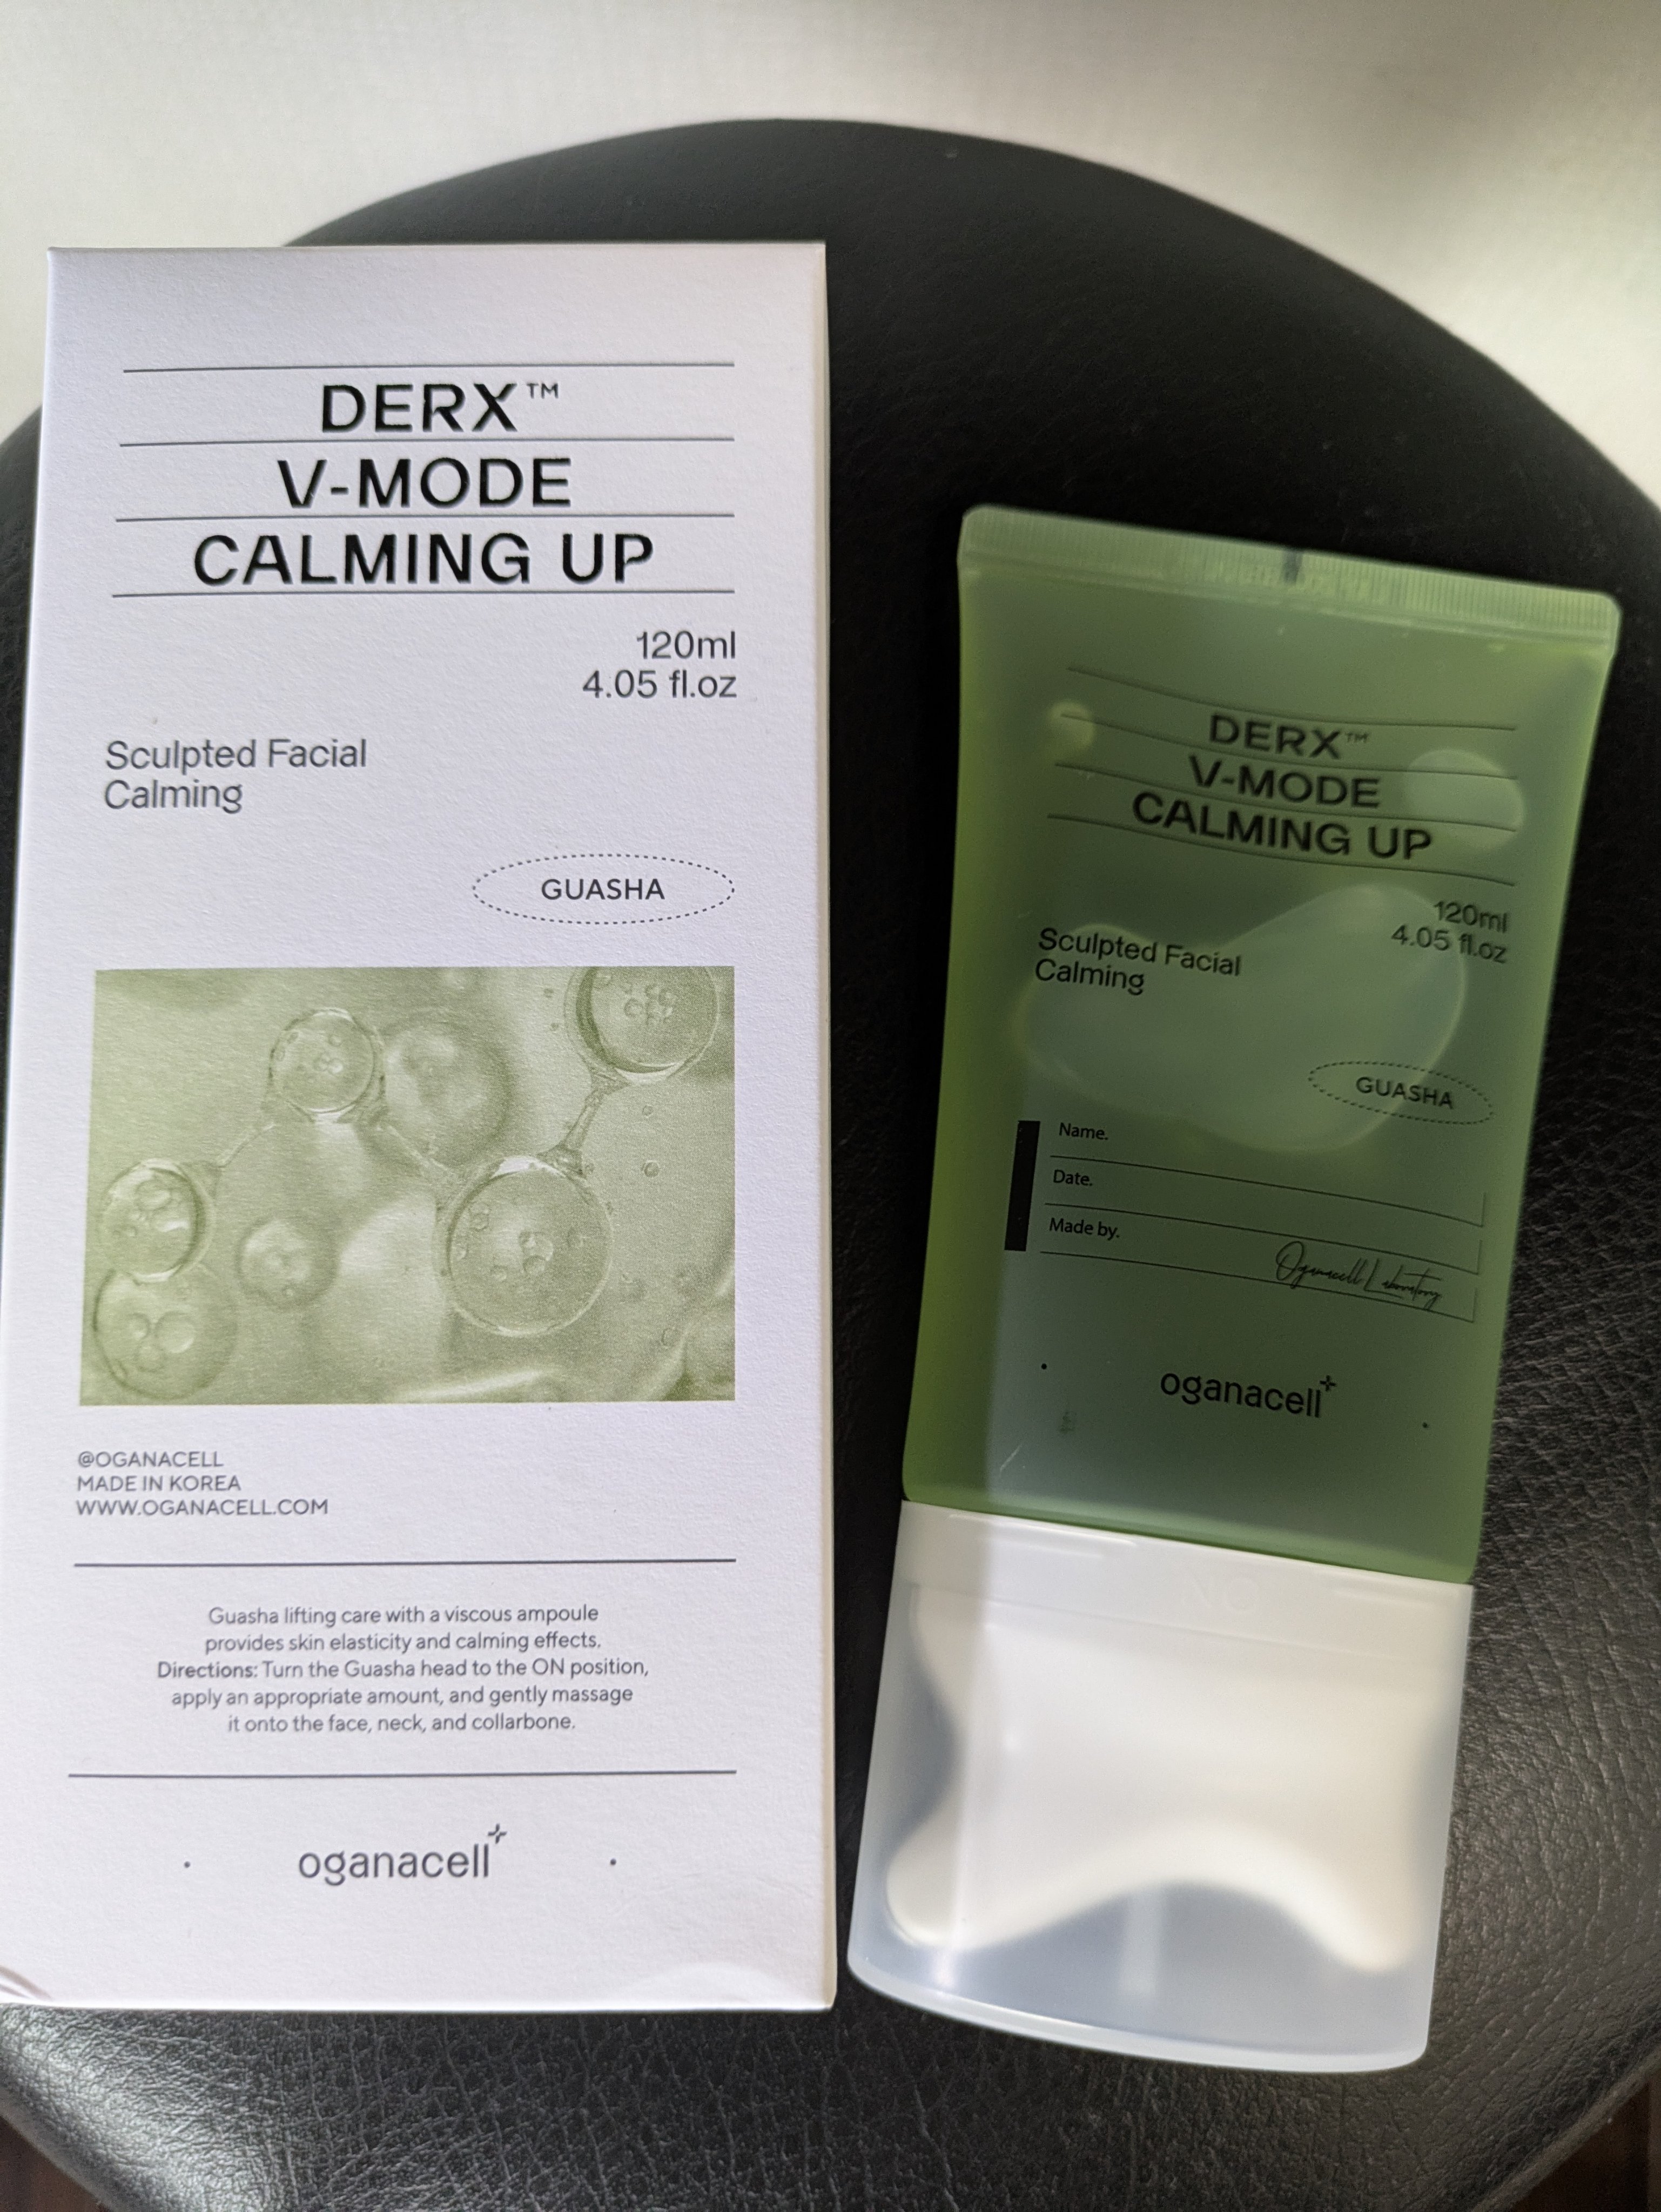 DERX™
V-MODE
CALMING UP
120ml
4.05 fl.oz
Sculpted Facial
Calming
GUASHA
@OGANACELL
MADE IN KOREA
WWW.OGANACELL.COM
Guasha lifting care with a viscous ampoule
provides skin elasticity and calming effects.
Directions: Turn the Guasha head to the ON position,
apply an appropriate amount, and gently massage
it onto the face, neck, and collarbone.
oganacell
DERX™
V-MODE
CALMING UP
120ml
4.05 fl.oz
Sculpted Facial
Calming
GUASHA
Name.
Date.
Made by.
Oganacell Laboratory
oganacell
ON